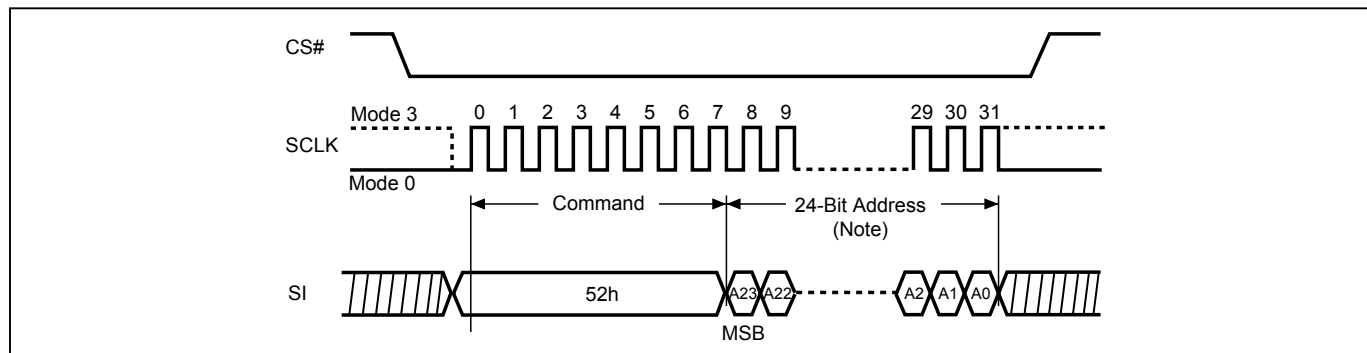 CS#
Mode 3
0 1 2 3 4 5 6 7 8 9 29 30 31
SCLK
Mode 0
Command
24-Bit Address
(Note)
SI
52h
A23 A22 A2 A1 A0
MSB